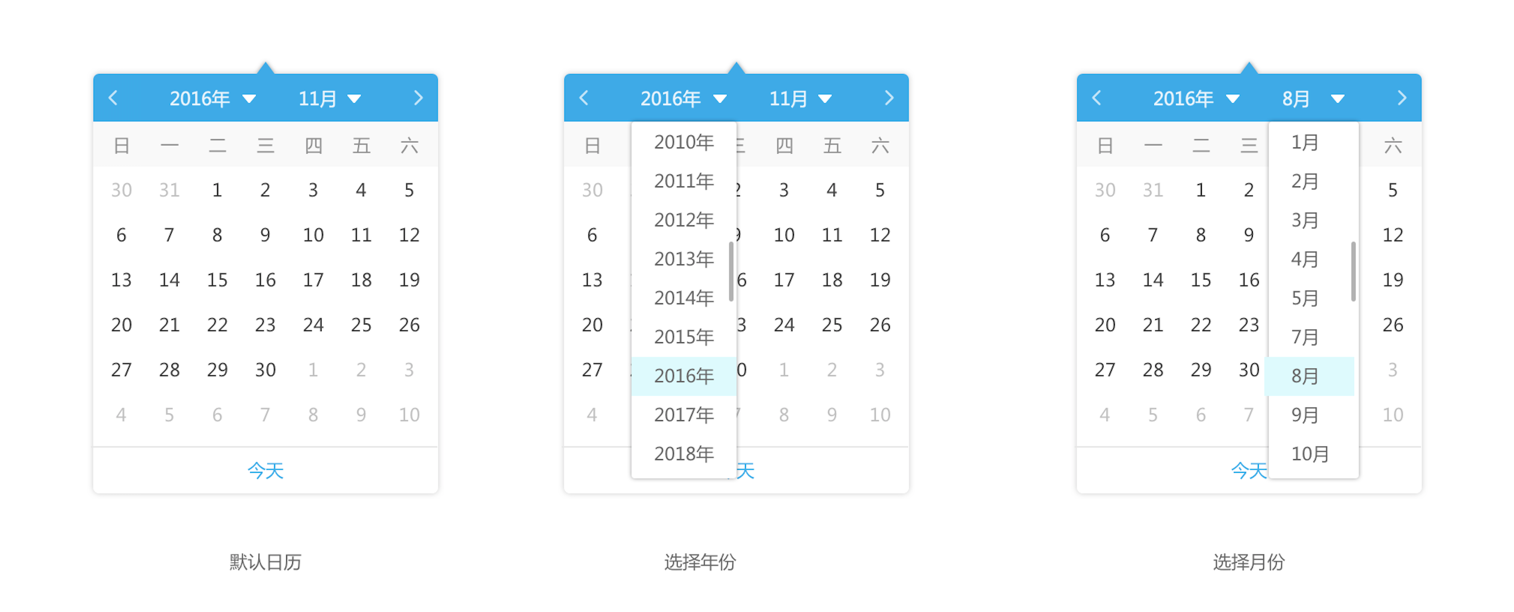 2016年 11月
日 一 二 三 四 五 六
30 31 1 2 3 4 5
6 7 8 9 10 11 12
13 14 15 16 17 18 19
20 21 22 23 24 25 26
27 28 29 30 1 2 3
4 5 6 7 8 9 10
今天
默认日历
2016年 11月
日 三 四 五 六
30 2 3 4 5
6 9 10 11 12
13 6 17 18 19
20 3 24 25 26
27 0 1 2 3
4 7 8 9 10
天
2010年
2011年
2012年
2013年
2014年
2015年
2016年
2017年
2018年
选择年份
2016年 8月
日 一 二 三 六
30 31 1 2 5
6 7 8 9 12
13 14 15 16 19
20 21 22 23 26
27 28 29 30 3
4 5 6 7 10
今天
1月
2月
3月
4月
5月
7月
8月
9月
10月
选择月份